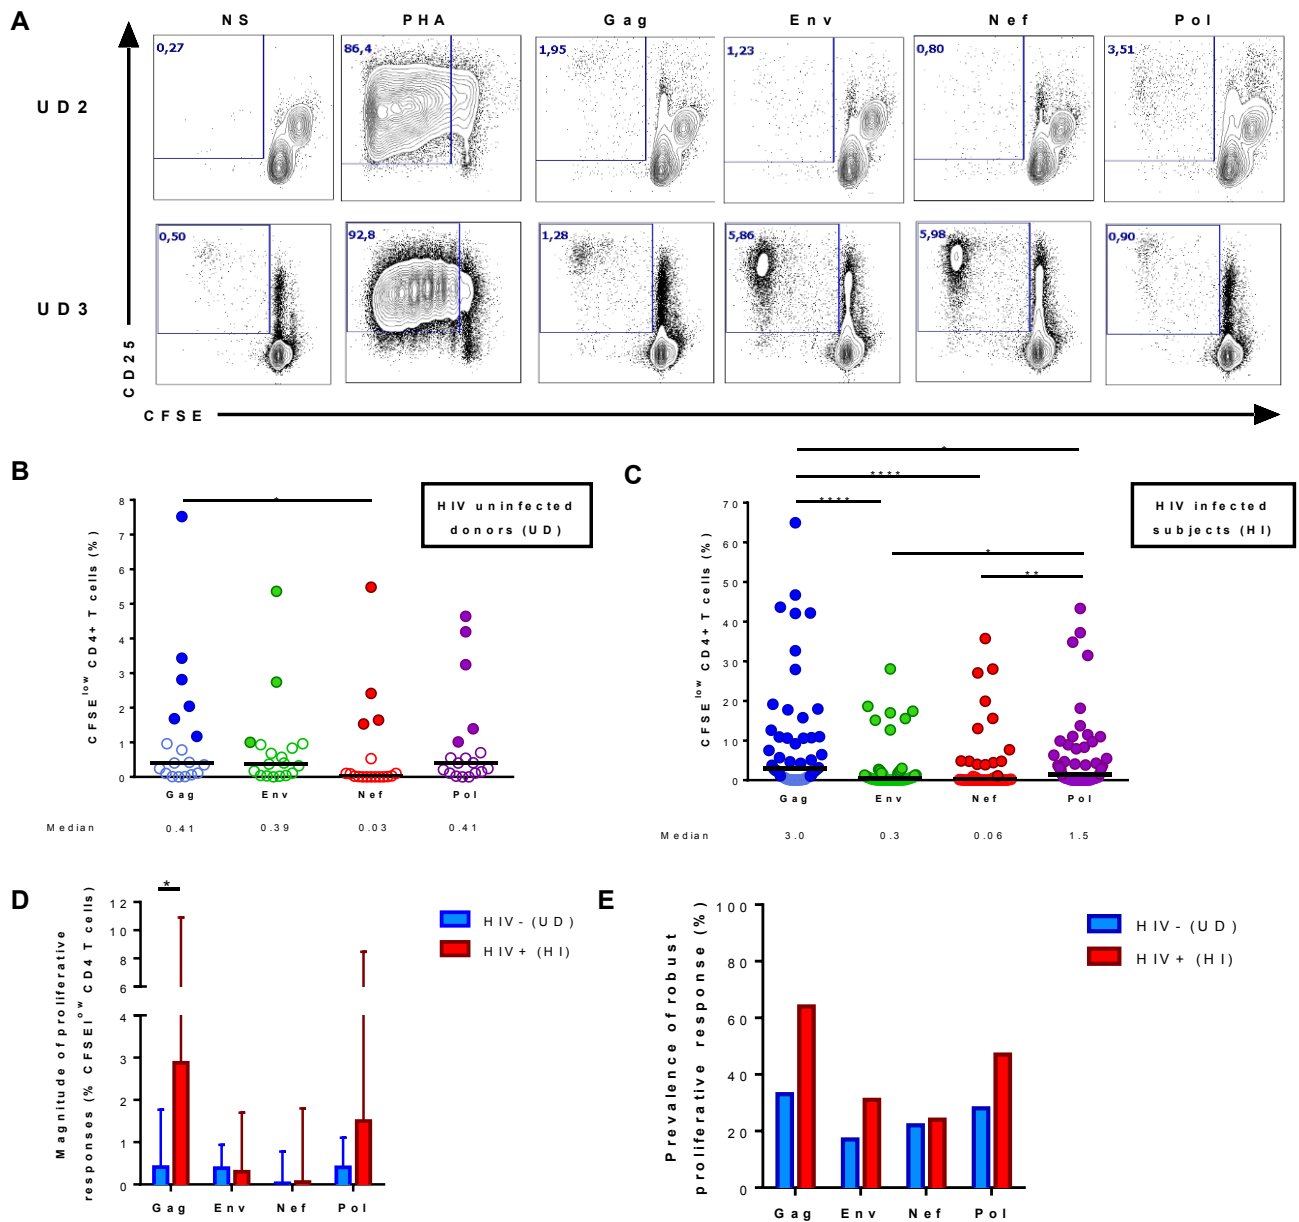 A
NS PHA Gag Env Nef Pol
UD2
0,27 86,4 1,95 1,23 0,80 3,51
UD3
0,50 92,8 1,28 5,86 5,98 0,90
CD25
CFSE
B
HIV uninfected
donors (UD)
*
CFSE low CD4+ T cells (%)
8
7
6
5
4
3
2
1
0
Gag Env Nef Pol
Median 0.41 0.39 0.03 0.41
C
HIV infected
subjects (HI)
*
****
****
*
**
CFSE low CD4+ T cells (%)
70
60
50
40
30
20
10
0
Gag Env Nef Pol
Median 3.0 0.3 0.06 1.5
D
*
HIV- (UD)
HIV+ (HI)
Magnitude of proliferative
responses (% CFSEl ow CD4 T cells)
12
10
8
6
4
3
2
1
0
Gag Env Nef Pol
E
HIV- (UD)
HIV+ (HI)
Prevalence of robust
proliferative response (%)
100
80
60
40
20
0
Gag Env Nef Pol